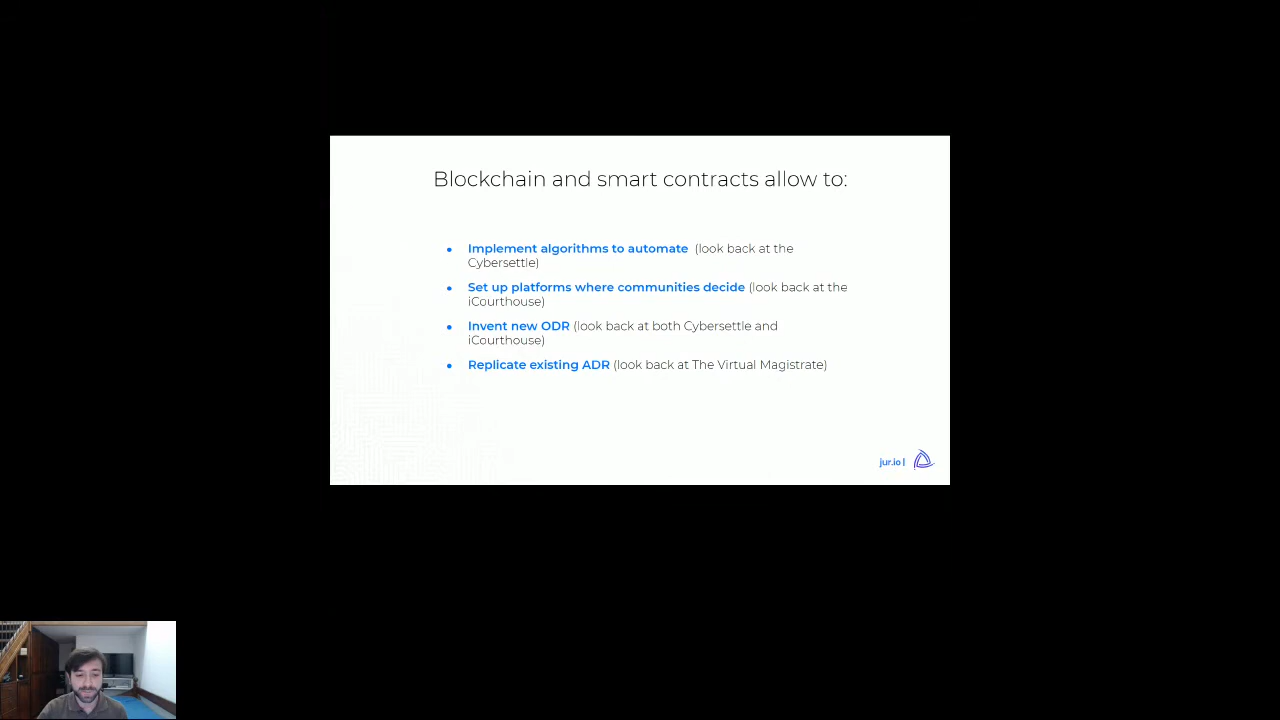 Blockchain and smart contracts allow to:
• Implement algorithms to automate (look back at the
Cybersettle)
• Set up platforms where communities decide (look back at the
iCourthouse)
• Invent new ODR (look back at both Cybersettle and
iCourthouse)
• Replicate existing ADR (look back at The Virtual Magistrate)
jur.io |